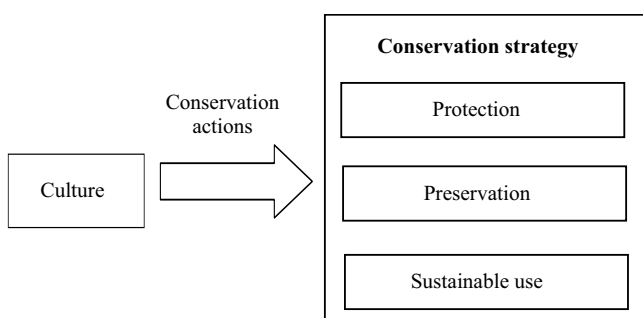 Conservation strategy
Conservation
actions
Protection
Culture
Preservation
Sustainable use